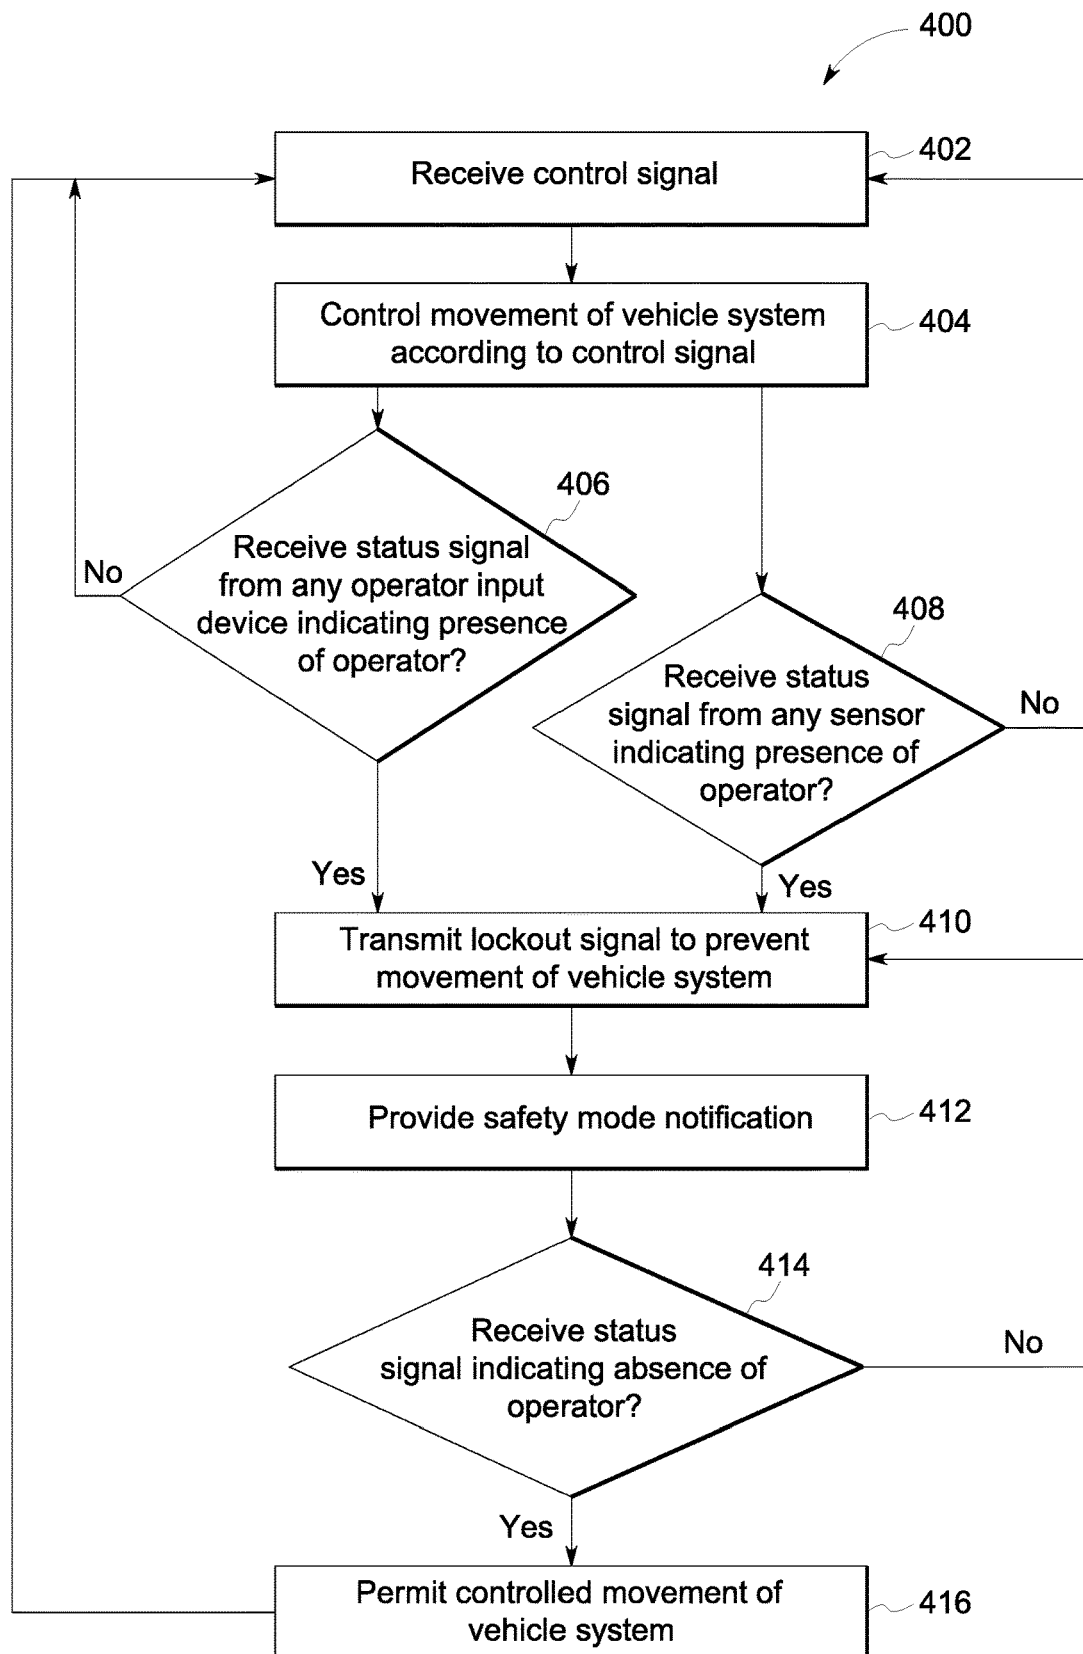 400
Receive control signal
402
Control movement of vehicle system
according to control signal
404
406
Receive status signal
from any operator input
device indicating presence
of operator?
No
408
Receive status
signal from any sensor
indicating presence of
operator?
No
Yes
Yes
Transmit lockout signal to prevent
movement of vehicle system
410
Provide safety mode notification
412
414
Receive status
signal indicating absence of
operator?
No
Yes
Permit controlled movement of
vehicle system
416